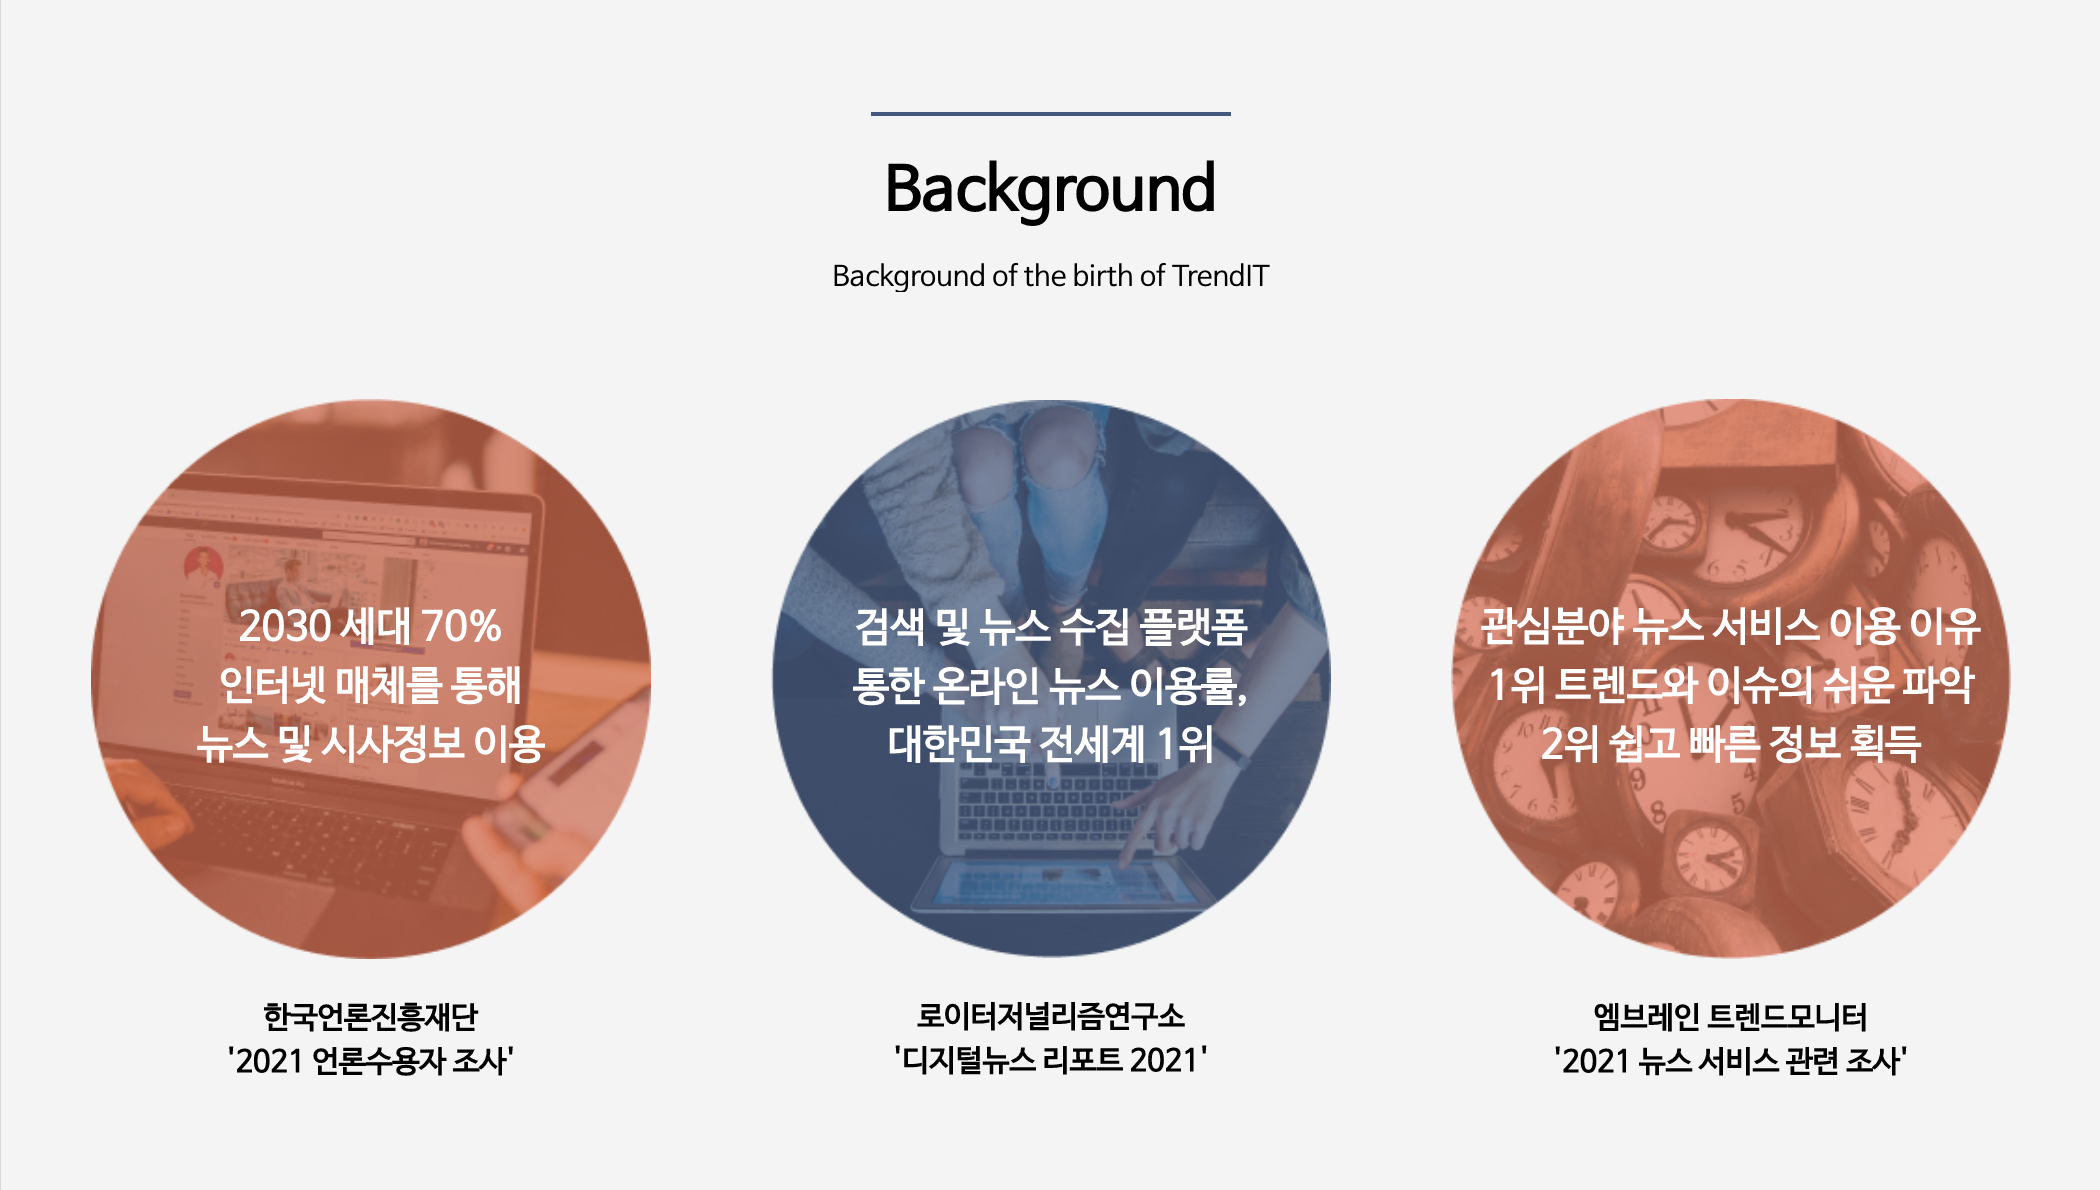 Background
Background of the birth of TrendIT
2030 세대 70%
인터넷 매체를 통해
뉴스 및 시사정보 이용
검색 및 뉴스 수집 플랫폼
통한 온라인 뉴스 이용률,
대한민국 전세계 1위
관심분야 뉴스 서비스 이용 이유
1위 트렌드와 이슈의 쉬운 파악
2위 쉽고 빠른 정보 획득
한국언론진흥재단
'2021 언론수용자 조사'
로이터저널리즘연구소
'디지털뉴스 리포트 2021'
엠브레인 트렌드모니터
'2021 뉴스 서비스 관련 조사'